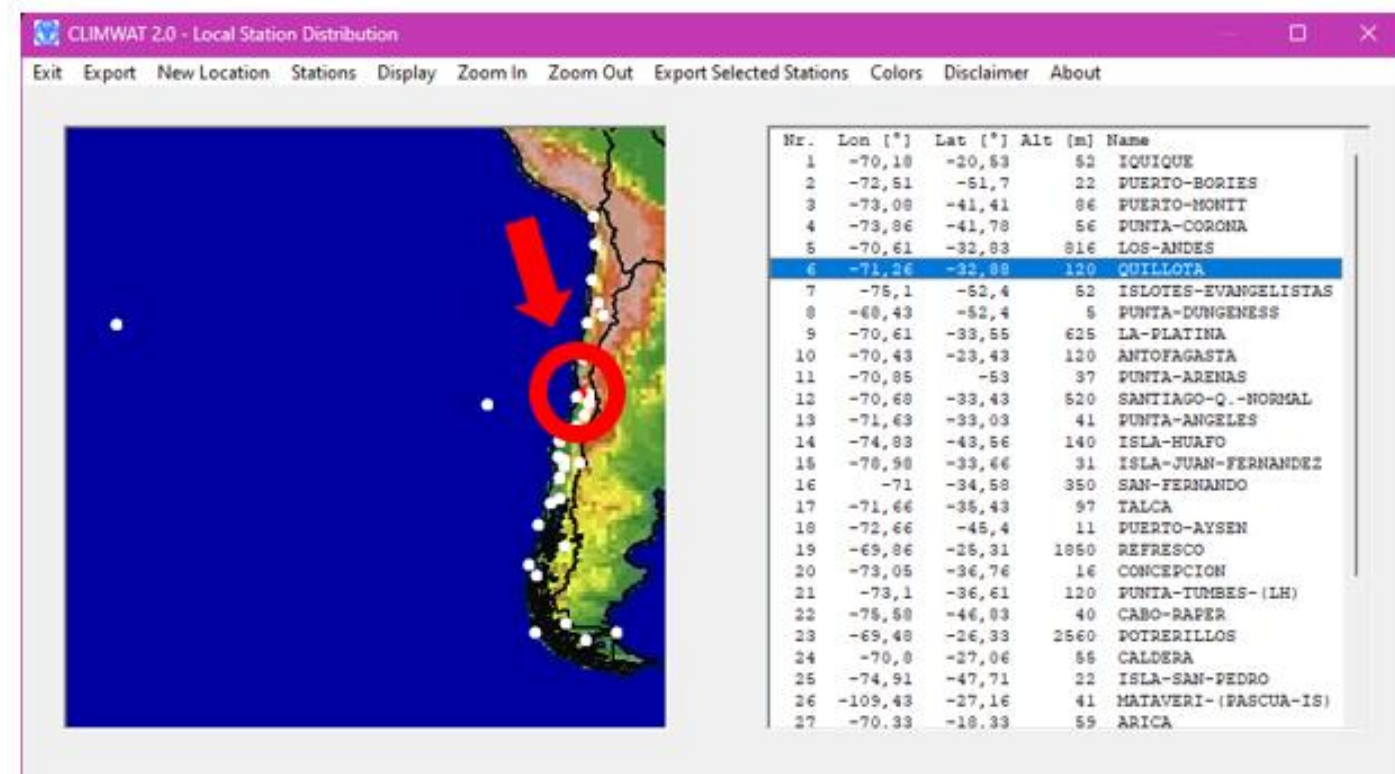 CLIMWAT 2.0 - Local Station Distribution
Exit Export New Location Stations Display Zoom In Zoom Out Export Selected Stations Colors Disclaimer About
Nr. Lon [°] Lat [°] Alt [m] Name
1 -70,18 -20,53 52 IQUIQUE
2 -72,51 -51,7 22 PUERTO-BORIES
3 -73,08 -41,41 86 PUERTO-MONTT
4 -73,86 -41,78 56 PUNTA-CORONA
5 -70,61 -32,83 816 LOS-ANDES
6 -71,26 -32,88 120 QUILLOTA
7 -75,1 -52,4 52 ISLOTES-EVANGELISTAS
8 -68,43 -52,4 5 PUNTA-DUNGENESS
9 -70,61 -33,55 625 LA-PLATINA
10 -70,43 -23,43 120 ANTOFAGASTA
11 -70,85 -53 37 PUNTA-ARENAS
12 -70,68 -33,43 520 SANTIAGO-Q.-NORMAL
13 -71,63 -33,03 41 PUNTA-ANGELES
14 -74,83 -43,56 140 ISLA-HUAFO
15 -78,98 -33,66 31 ISLA-JUAN-FERNANDEZ
16 -71 -34,58 350 SAN-FERNANDO
17 -71,66 -35,43 97 TALCA
18 -72,66 -45,4 11 PUERTO-AYSEN
19 -69,86 -25,31 1850 REFRESCO
20 -73,05 -36,76 16 CONCEPCION
21 -73,1 -36,61 120 PUNTA-TUMBES-(LH)
22 -75,58 -46,83 40 CABO-RAPER
23 -69,48 -26,33 2560 POTRERILLOS
24 -70,8 -27,06 55 CALDERA
25 -74,91 -47,71 22 ISLA-SAN-PEDRO
26 -109,43 -27,16 41 MATAVERI-(PASCUA-IS)
27 -70.33 -18.33 59 ARICA